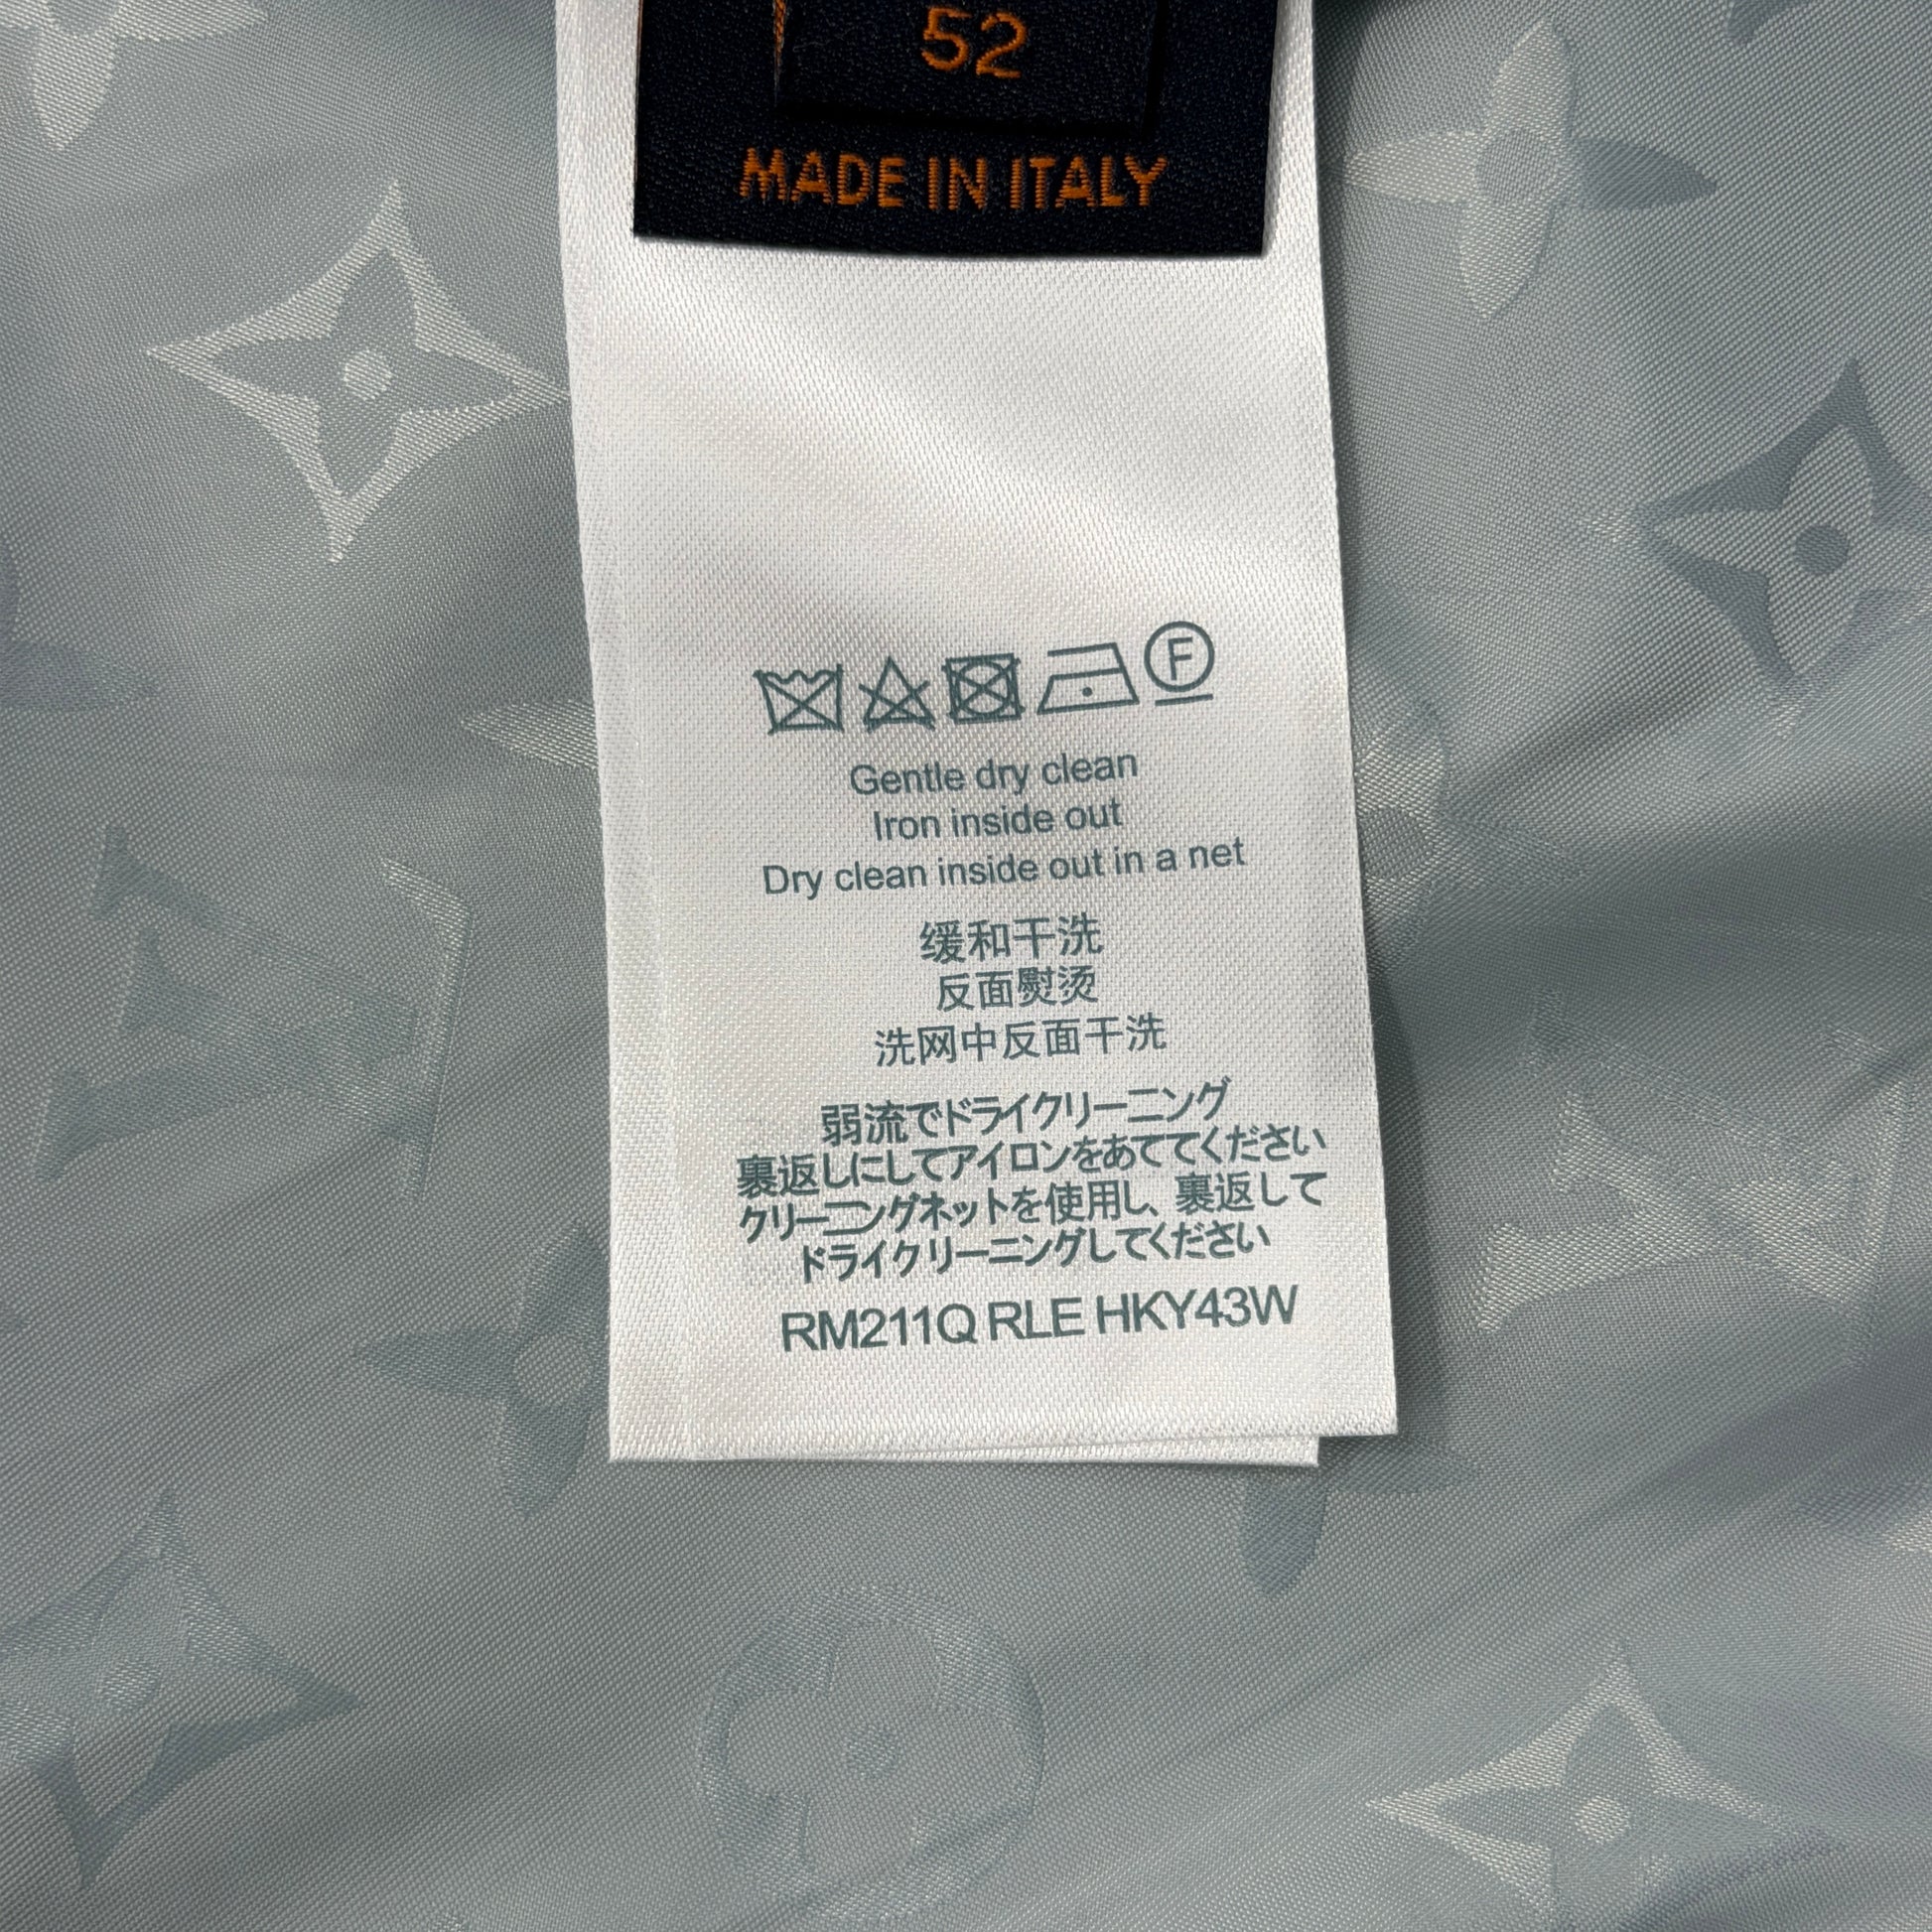 52
MADE IN ITALY
F
Gentle dry clean
Iron inside out
Dry clean inside out in a net
缓和干洗
反面熨烫
洗网中反面干洗
弱流でドライクリーニング
裏返しにしてアイロンをあててください
クリーニングネットを使用し、裏返して
ドライクリーニングしてください
RM211Q RLE HKY43W